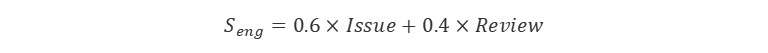 S_eng = 0.6 × Issue + 0.4 × Review